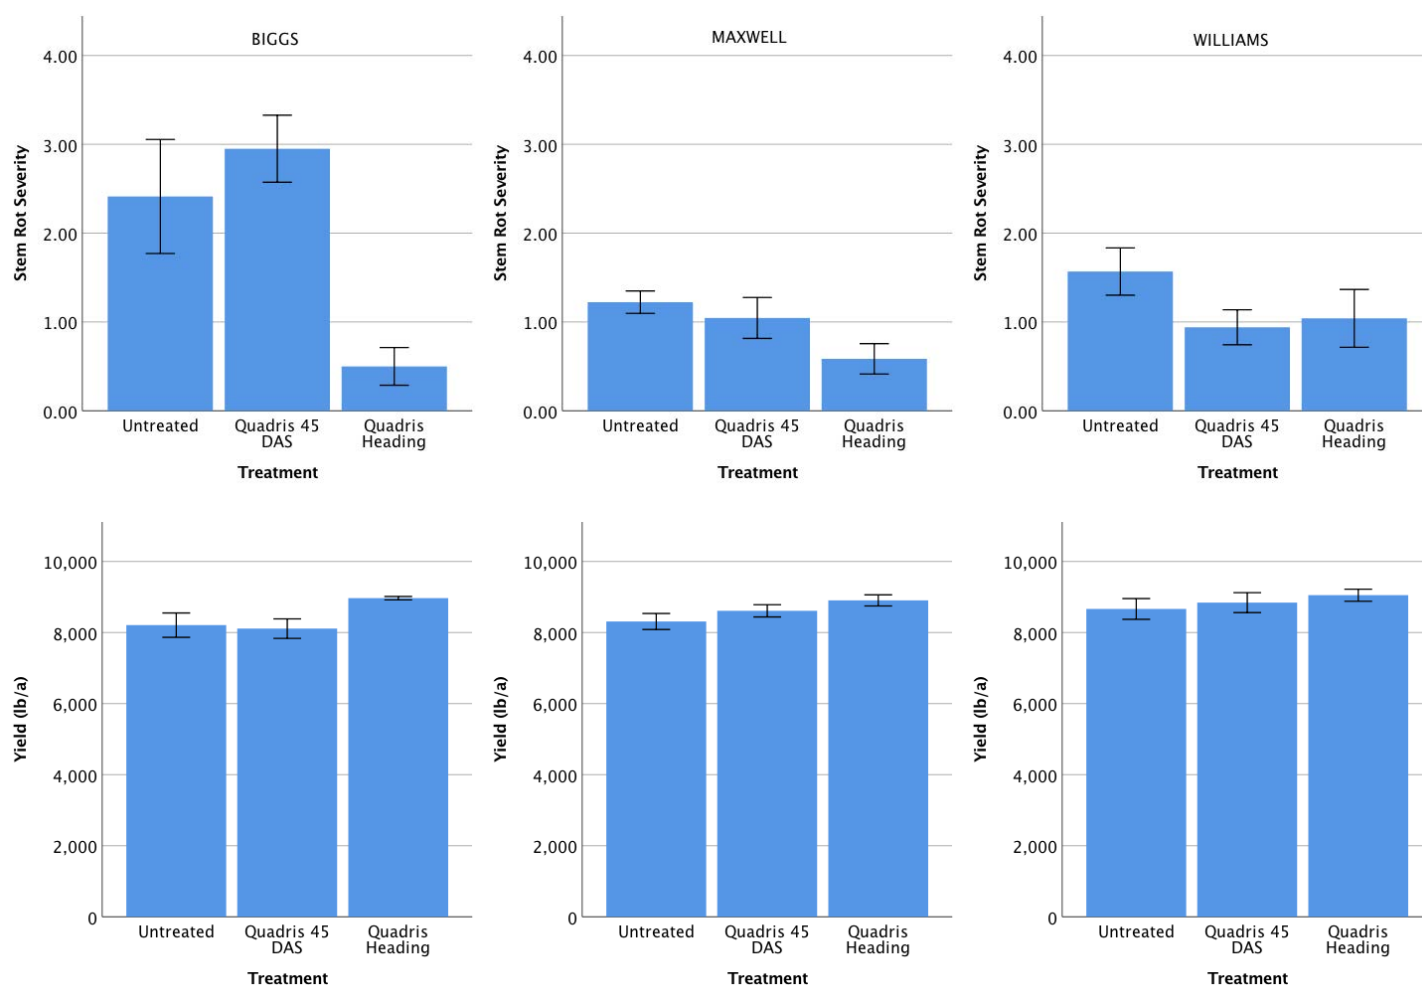 BIGGS
4.00
3.00
2.00
1.00
0.00
Stem Rot Severity
Untreated
Quadris 45
DAS
Quadris
Heading
Treatment
MAXWELL
4.00
3.00
2.00
1.00
0.00
Stem Rot Severity
Untreated
Quadris 45
DAS
Quadris
Heading
Treatment
WILLIAMS
4.00
3.00
2.00
1.00
0.00
Stem Rot Severity
Untreated
Quadris 45
DAS
Quadris
Heading
Treatment
10,000
8,000
6,000
4,000
2,000
0
Yield (lb/a)
Untreated
Quadris 45
DAS
Quadris
Heading
Treatment
10,000
8,000
6,000
4,000
2,000
0
Yield (lb/a)
Untreated
Quadris 45
DAS
Quadris
Heading
Treatment
10,000
8,000
6,000
4,000
2,000
0
Yield (lb/a)
Untreated
Quadris 45
DAS
Quadris
Heading
Treatment